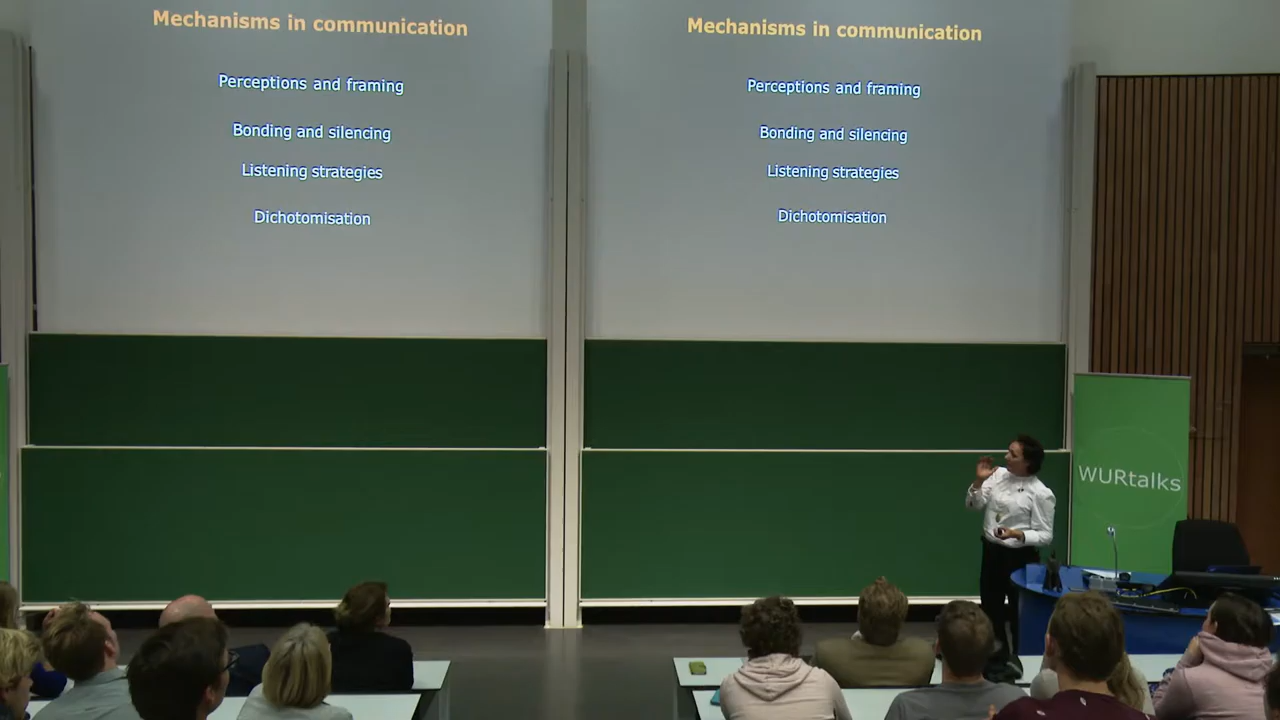 Mechanisms in communication
Perceptions and framing
Bonding and silencing
Listening strategies
Dichotomisation
Mechanisms in communication
Perceptions and framing
Bonding and silencing
Listening strategies
Dichotomisation
WURtalks